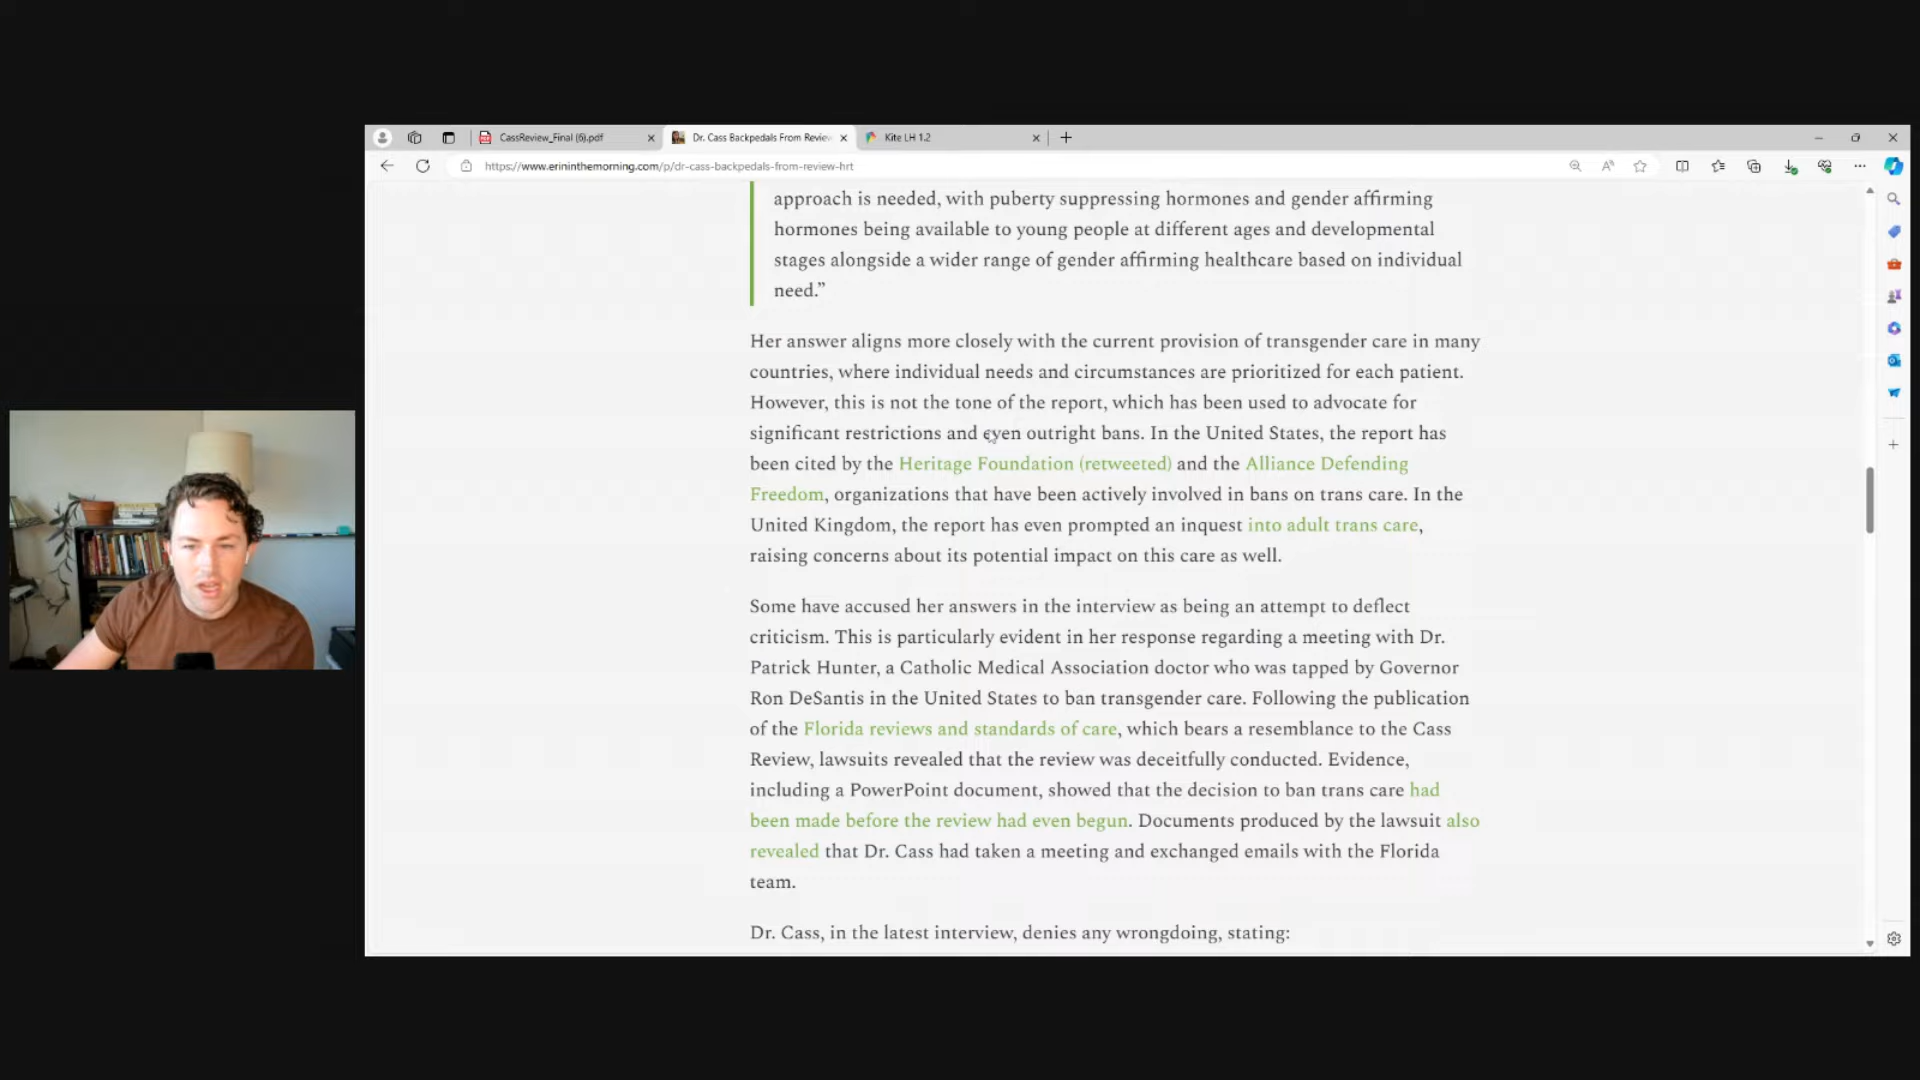 CassReview_Final (6).pdf
Dr. Cass Backpedals From Review
Kite LH 1.2
https://www.erininthemorning.com/p/dr-cass-backpedals-from-review-hrt
approach is needed, with puberty suppressing hormones and gender affirming
hormones being available to young people at different ages and developmental
stages alongside a wider range of gender affirming healthcare based on individual
need.”
Her answer aligns more closely with the current provision of transgender care in many
countries, where individual needs and circumstances are prioritized for each patient.
However, this is not the tone of the report, which has been used to advocate for
significant restrictions and even outright bans. In the United States, the report has
been cited by the Heritage Foundation (retweeted) and the Alliance Defending
Freedom, organizations that have been actively involved in bans on trans care. In the
United Kingdom, the report has even prompted an inquest into adult trans care,
raising concerns about its potential impact on this care as well.
Some have accused her answers in the interview as being an attempt to deflect
criticism. This is particularly evident in her response regarding a meeting with Dr.
Patrick Hunter, a Catholic Medical Association doctor who was tapped by Governor
Ron DeSantis in the United States to ban transgender care. Following the publication
of the Florida reviews and standards of care, which bears a resemblance to the Cass
Review, lawsuits revealed that the review was deceitfully conducted. Evidence,
including a PowerPoint document, showed that the decision to ban trans care had
been made before the review had even begun. Documents produced by the lawsuit also
revealed that Dr. Cass had taken a meeting and exchanged emails with the Florida
team.
Dr. Cass, in the latest interview, denies any wrongdoing, stating: